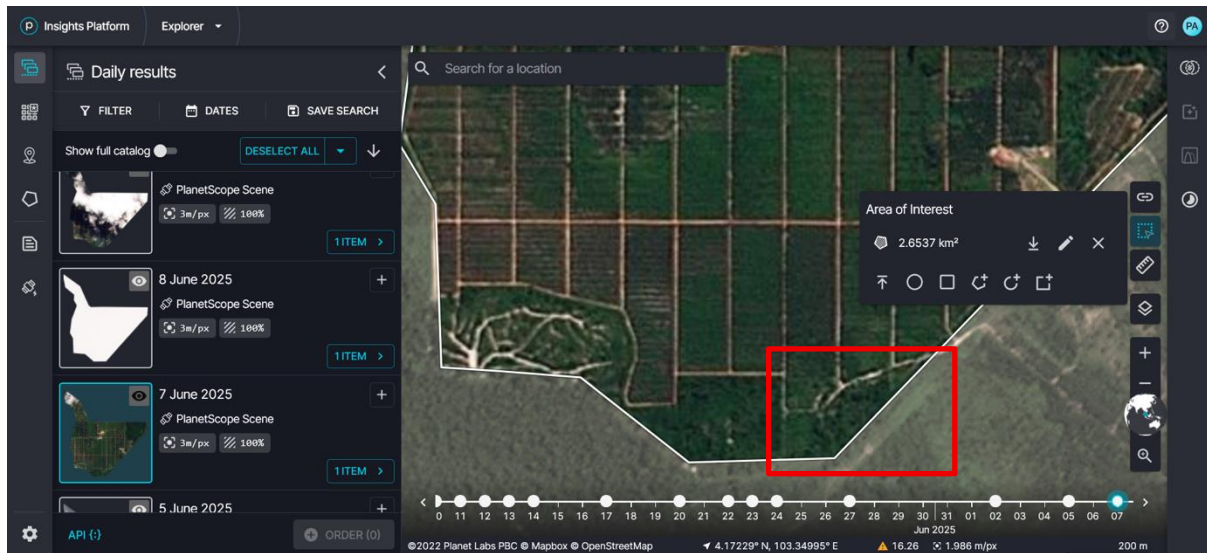 Insights Platform
Explorer
PA
Daily results
FILTER
DATES
SAVE SEARCH
Show full catalog
DESELECT ALL
PlanetScope Scene
3m/px
100%
1 ITEM >
8 June 2025
PlanetScope Scene
3m/px
100%
1 ITEM >
7 June 2025
PlanetScope Scene
3m/px
100%
1 ITEM >
5 June 2025
API {:}
ORDER (0)
Search for a location
Area of Interest
2.6537 km²
0 11 12 13 14 15 16 17 18 19 20 21 22 23 24 25 26 27 28 29 30 31 01 02 03 04 05 06 07
Jun 2025
©2022 Planet Labs PBC © Mapbox © OpenStreetMap
4.17229° N, 103.34995° E
16.26
1.986 m/px
200 m